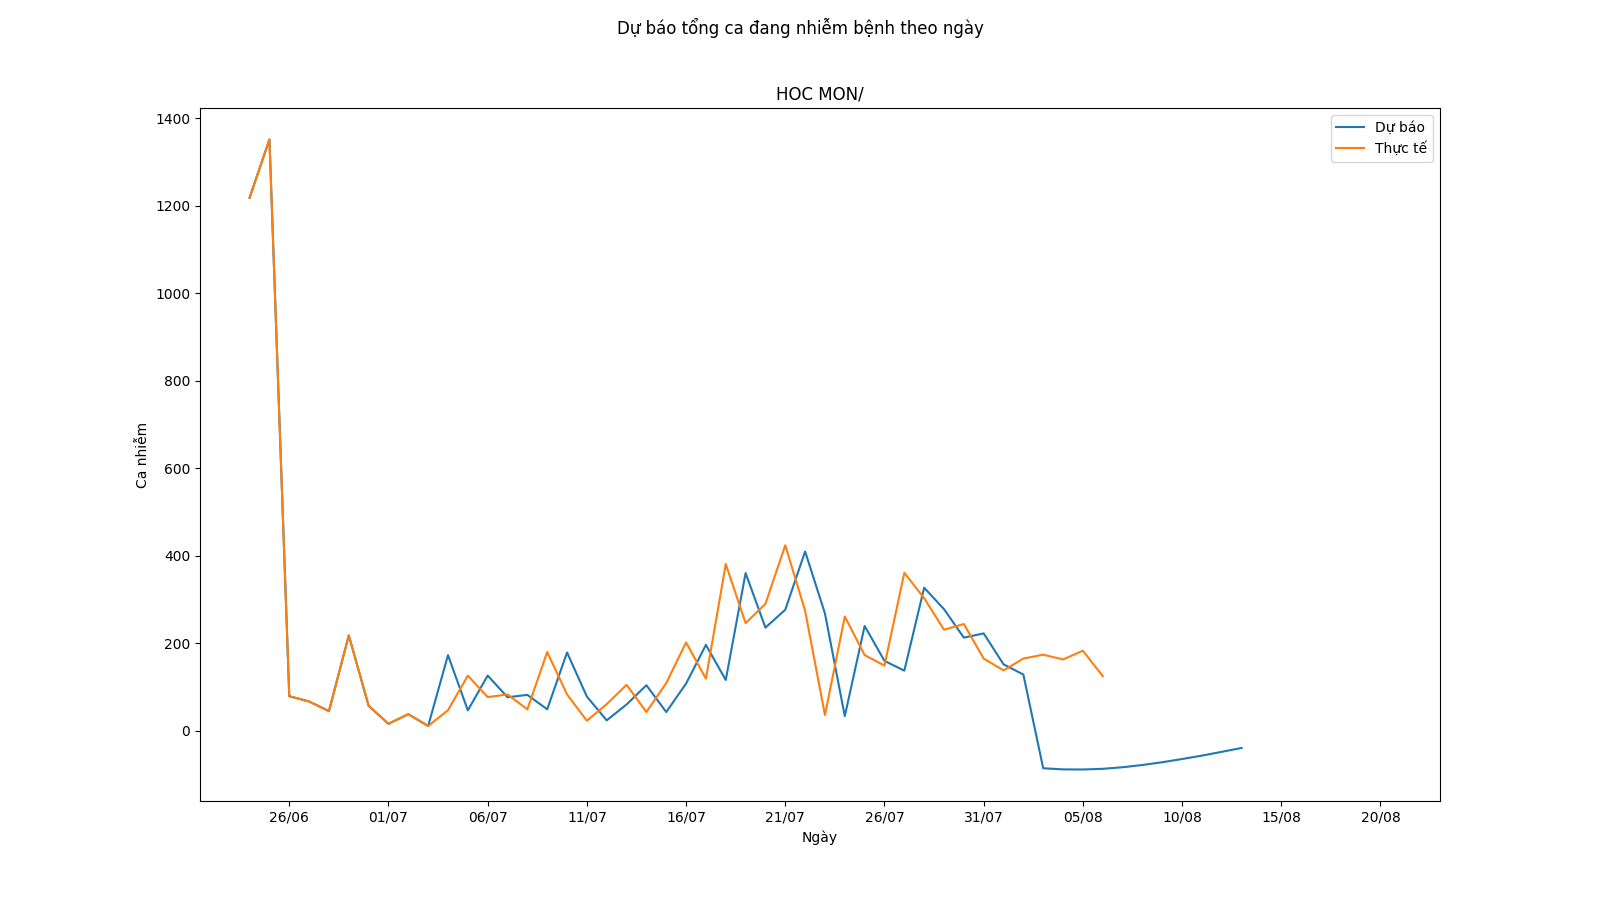 Dự báo tổng ca đang nhiễm bệnh theo ngày
HOC MON/
Dự báo
Thực tế
1400
1200
1000
800
600
400
200
0
Ca nhiễm
26/06 01/07 06/07 11/07 16/07 21/07 26/07 31/07 05/08 10/08 15/08 20/08
Ngày